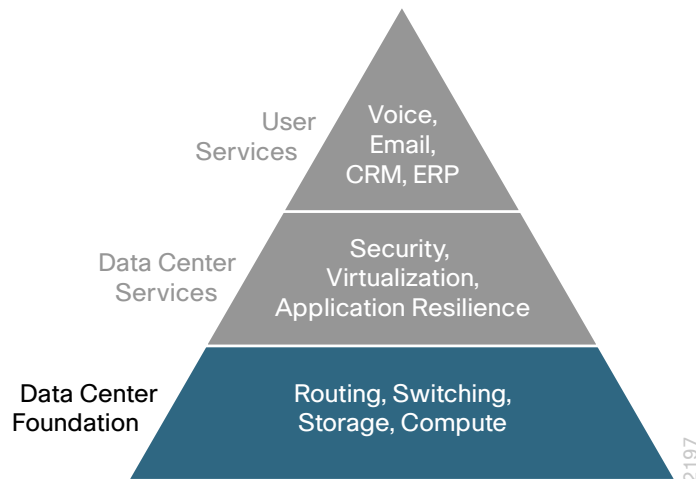 User
Services
Voice,
Email,
CRM, ERP
Data Center
Services
Security,
Virtualization,
Application Resilience
Data Center
Foundation
Routing, Switching,
Storage, Compute
2197